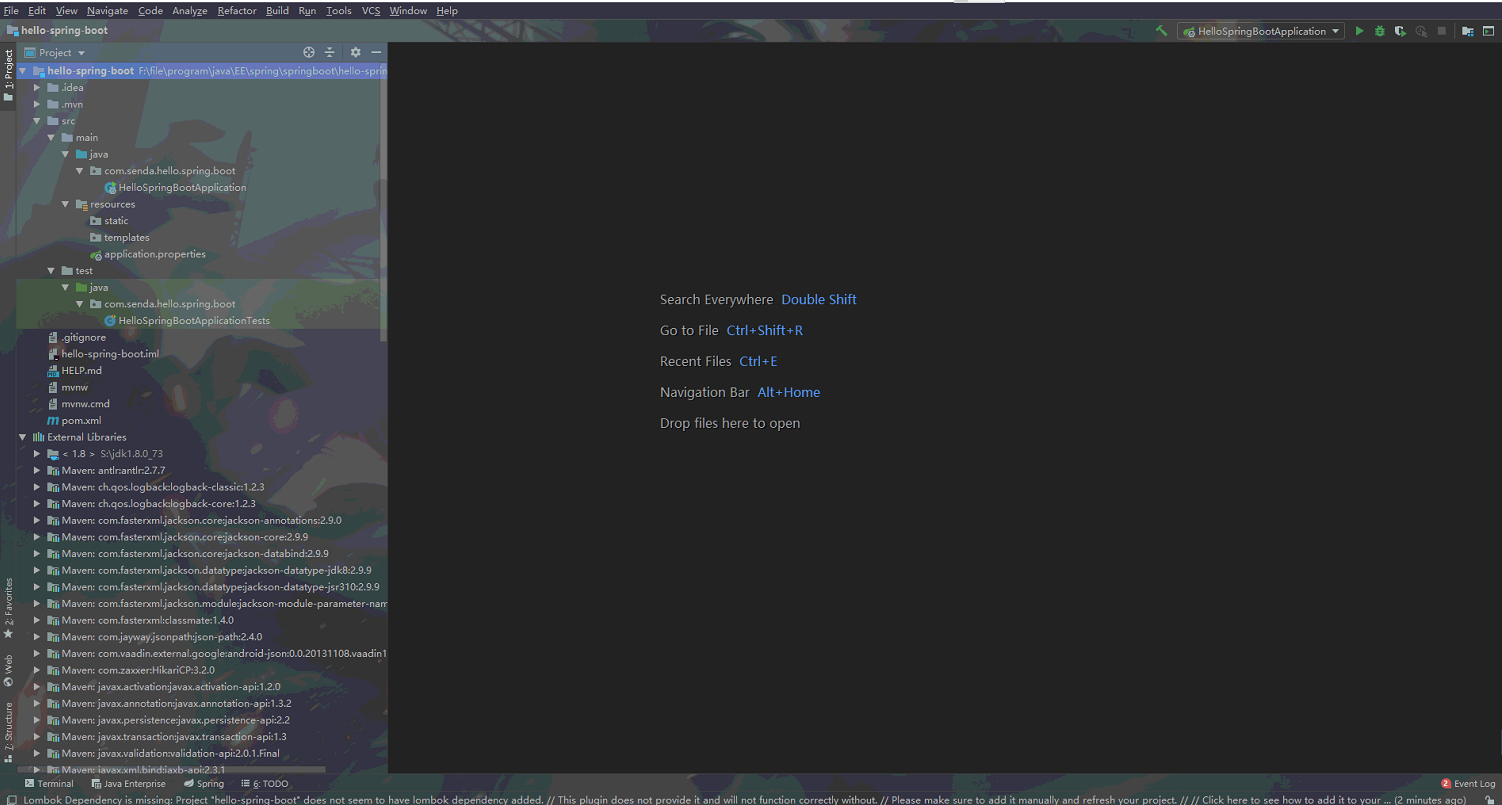 File Edit View Navigate Code Analyze Refactor Build Run Tools VCS Window Help
hello-spring-boot
HelloSpringBootApplication
1: Project
Project
hello-spring-boot F:\file\program\java\EE\spring\springboot\hello-sprin
.idea
.mvn
src
main
java
com.senda.hello.spring.boot
HelloSpringBootApplication
resources
static
templates
application.properties
test
java
com.senda.hello.spring.boot
HelloSpringBootApplicationTests
.gitignore
hello-spring-boot.iml
HELP.md
mvnw
mvnw.cmd
pom.xml
External Libraries
< 1.8 > S:\jdk1.8.0_73
Maven: antlr:antlr:2.7.7
Maven: ch.qos.logback:logback-classic:1.2.3
Maven: ch.qos.logback:logback-core:1.2.3
Maven: com.fasterxml.jackson.core:jackson-annotations:2.9.0
Maven: com.fasterxml.jackson.core:jackson-core:2.9.9
Maven: com.fasterxml.jackson.core:jackson-databind:2.9.9
Maven: com.fasterxml.jackson.datatype:jackson-datatype-jdk8:2.9.9
Maven: com.fasterxml.jackson.datatype:jackson-datatype-jsr310:2.9.9
Maven: com.fasterxml.jackson.module:jackson-module-parameter-nam
Maven: com.fasterxml:classmate:1.4.0
Maven: com.jayway.jsonpath:json-path:2.4.0
Maven: com.vaadin.external.google:android-json:0.0.20131108.vaadin1
Maven: com.zaxxer:HikariCP:3.2.0
Maven: javax.activation:javax.activation-api:1.2.0
Maven: javax.annotation:javax.annotation-api:1.3.2
Maven: javax.persistence:javax.persistence-api:2.2
Maven: javax.transaction:javax.transaction-api:1.3
Maven: javax.validation:validation-api:2.0.1.Final
Maven: javax.xml.bind:jaxb-api:2.3.1
Search Everywhere Double Shift
Go to File Ctrl+Shift+R
Recent Files Ctrl+E
Navigation Bar Alt+Home
Drop files here to open
2: Favorites
Web
7: Structure
Terminal Java Enterprise Spring 6: TODO
2 Event Log
Lombok Dependency is missing: Project "hello-spring-boot" does not seem to have lombok dependency added. // This plugin does not provide it and will not function correctly without. // Please make sure to add it manually and refresh your project. // // Click here to see how to add it to your ... (2 minutes ago)